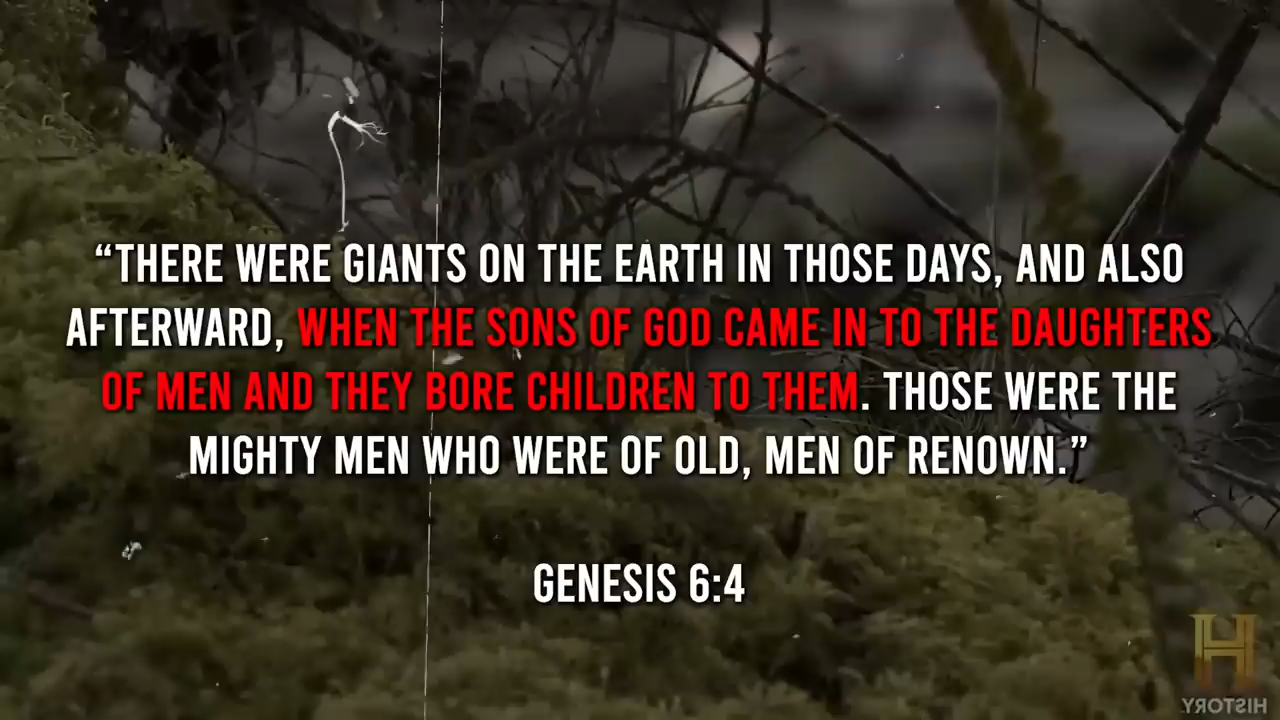 “THERE WERE GIANTS ON THE EARTH IN THOSE DAYS, AND ALSO
AFTERWARD, WHEN THE SONS OF GOD CAME IN TO THE DAUGHTERS
OF MEN AND THEY BORE CHILDREN TO THEM. THOSE WERE THE
MIGHTY MEN WHO WERE OF OLD, MEN OF RENOWN.”
GENESIS 6:4
H
HISTORY